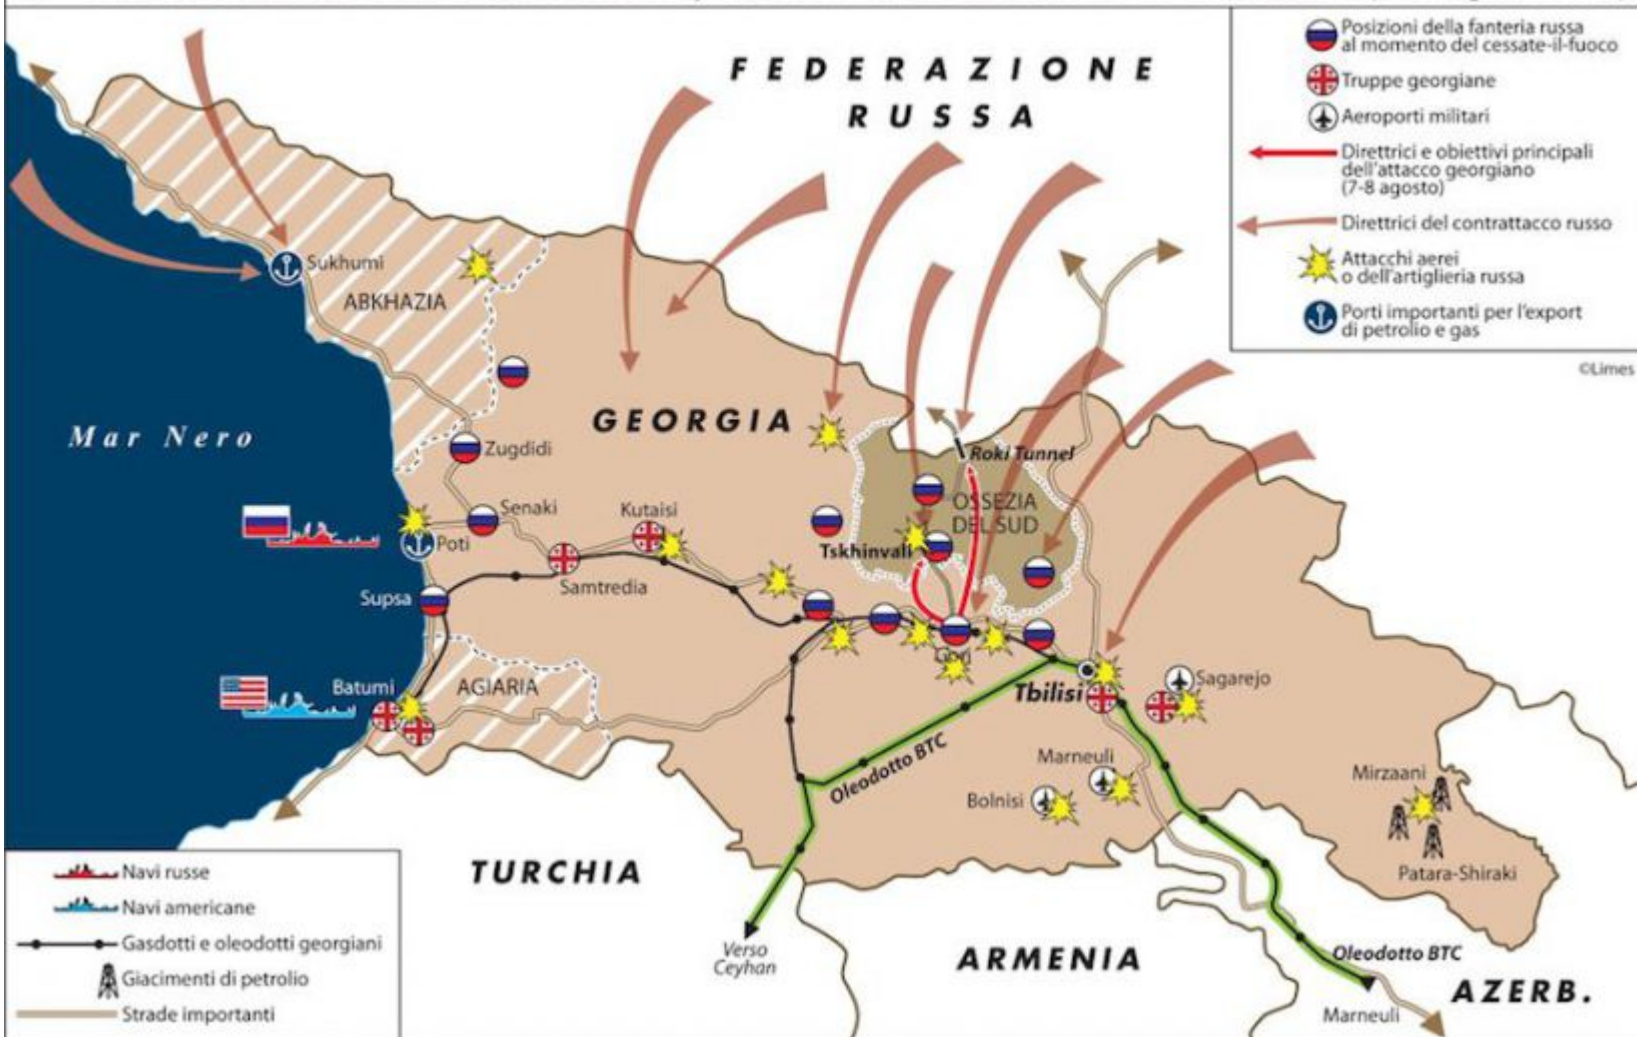 FEDERAZIONE
RUSSA
Posizioni della fanteria russa
al momento del cessate-il-fuoco
Truppe georgiane
Aeroporti militari
Direttrici e obiettivi principali
dell'attacco georgiano
(7-8 agosto)
Direttrici del contrattacco russo
Attacchi aerei
o dell'artiglieria russa
Porti importanti per l'export
di petrolio e gas
©Limes
Sukhumi
ABKHAZIA
Mar Nero
GEORGIA
Zugdidi
Roki Tunnel
OSSEZIA
DEL SUD
Senaki
Kutaisi
Poti
Tskhinvali
Samtredia
Supsa
Gori
Batumi
AGIARIA
Tbilisi
Sagarejo
Oleodotto BTC
Marneuli
Bolnisi
Mirzaani
Patara-Shiraki
TURCHIA
Verso
Ceyhan
ARMENIA
Oleodotto BTC
AZERB.
Marneuli
Navi russe
Navi americane
Gasdotti e oleodotti georgiani
Giacimenti di petrolio
Strade importanti